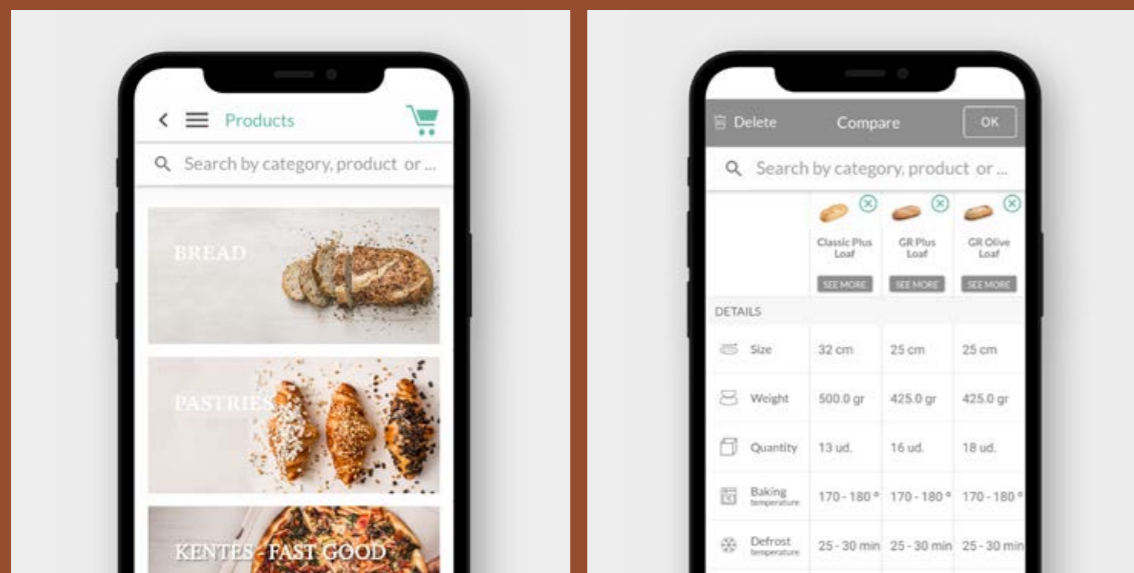 Products
Search by category, product or ...
BREAD
PASTRIES
KENTES - FAST GOOD
Delete Compare OK
Search by category, product or ...
Classic Plus Loaf GR Plus Loaf GR Olive Loaf
SEE MORE SEE MORE SEE MORE
DETAILS
Size 32 cm 25 cm 25 cm
Weight 500.0 gr 425.0 gr 425.0 gr
Quantity 13 ud. 16 ud. 18 ud.
Baking temperature 170 - 180 º 170 - 180 º 170 - 180 º
Defrost temperature 25 - 30 min 25 - 30 min 25 - 30 min